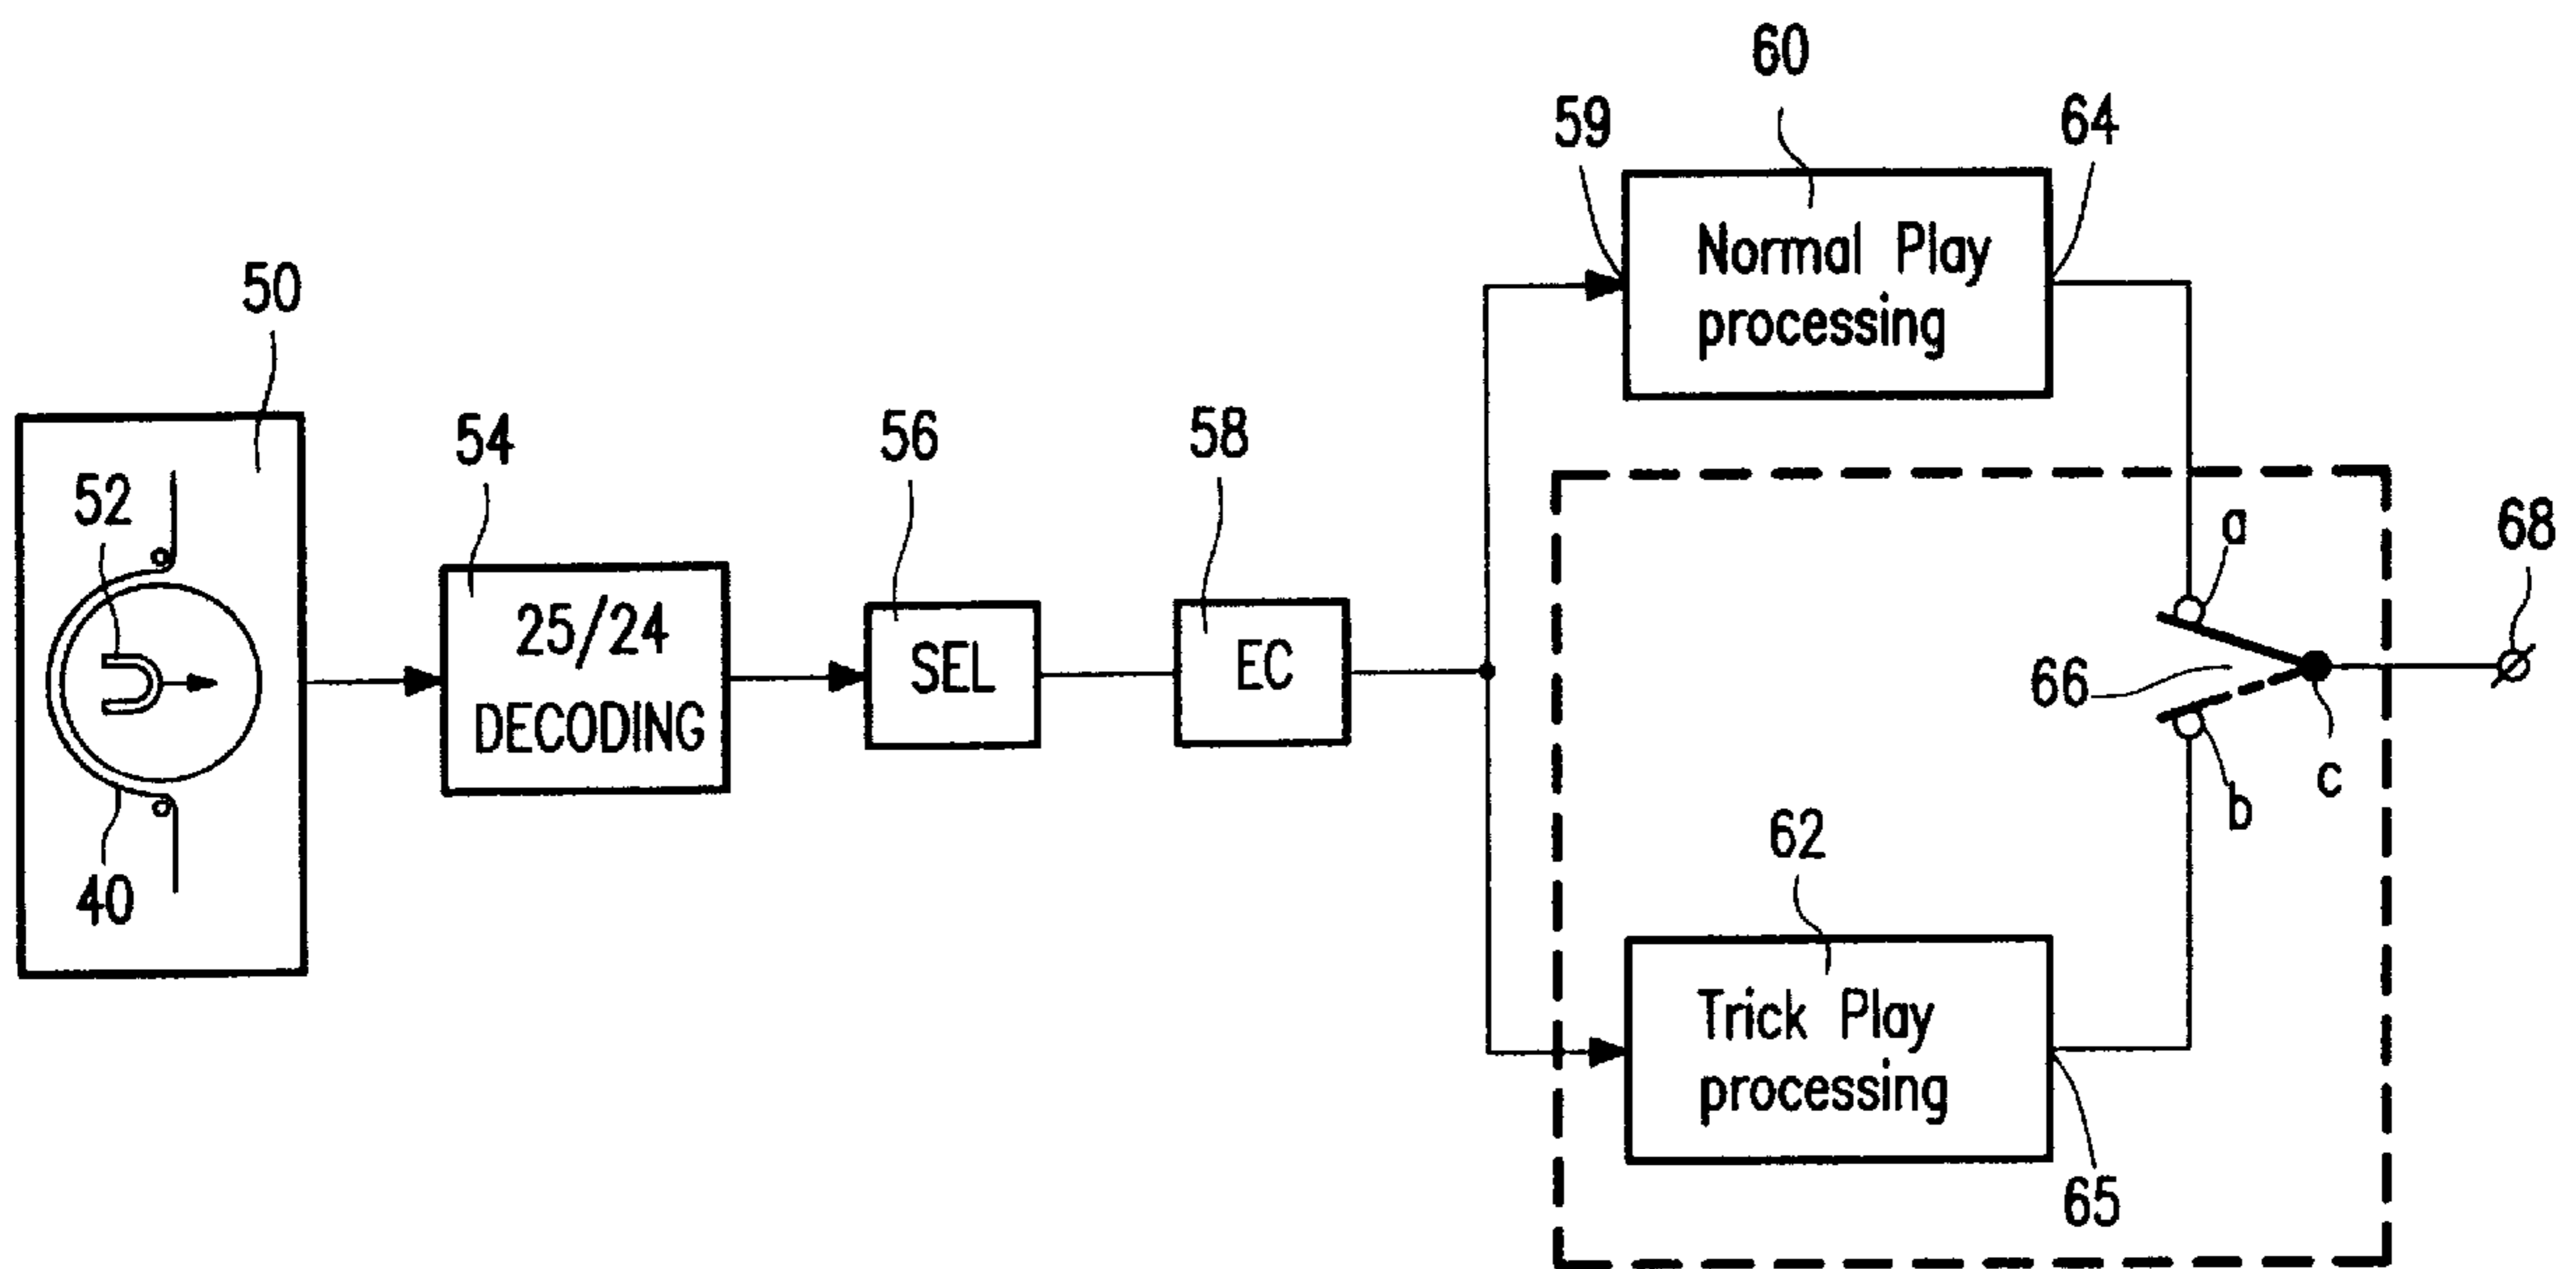 60
59
64
Normal Play
processing
50
52
40
54
25/24
DECODING
56
SEL
58
EC
a
66
b
c
68
62
Trick Play
processing
65